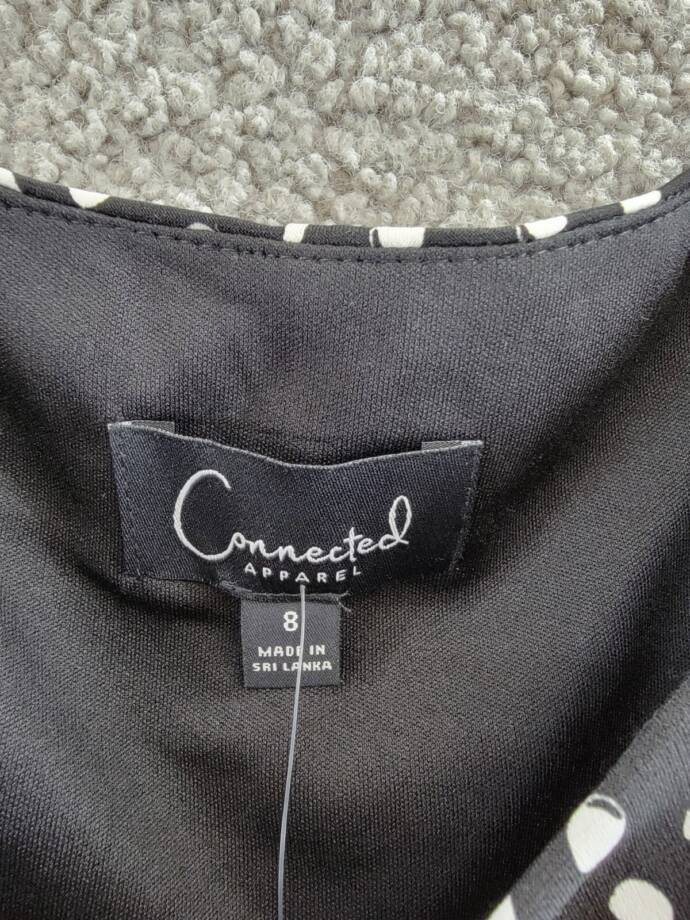 Connected
APPAREL
8
MADE IN
SRI LANKA